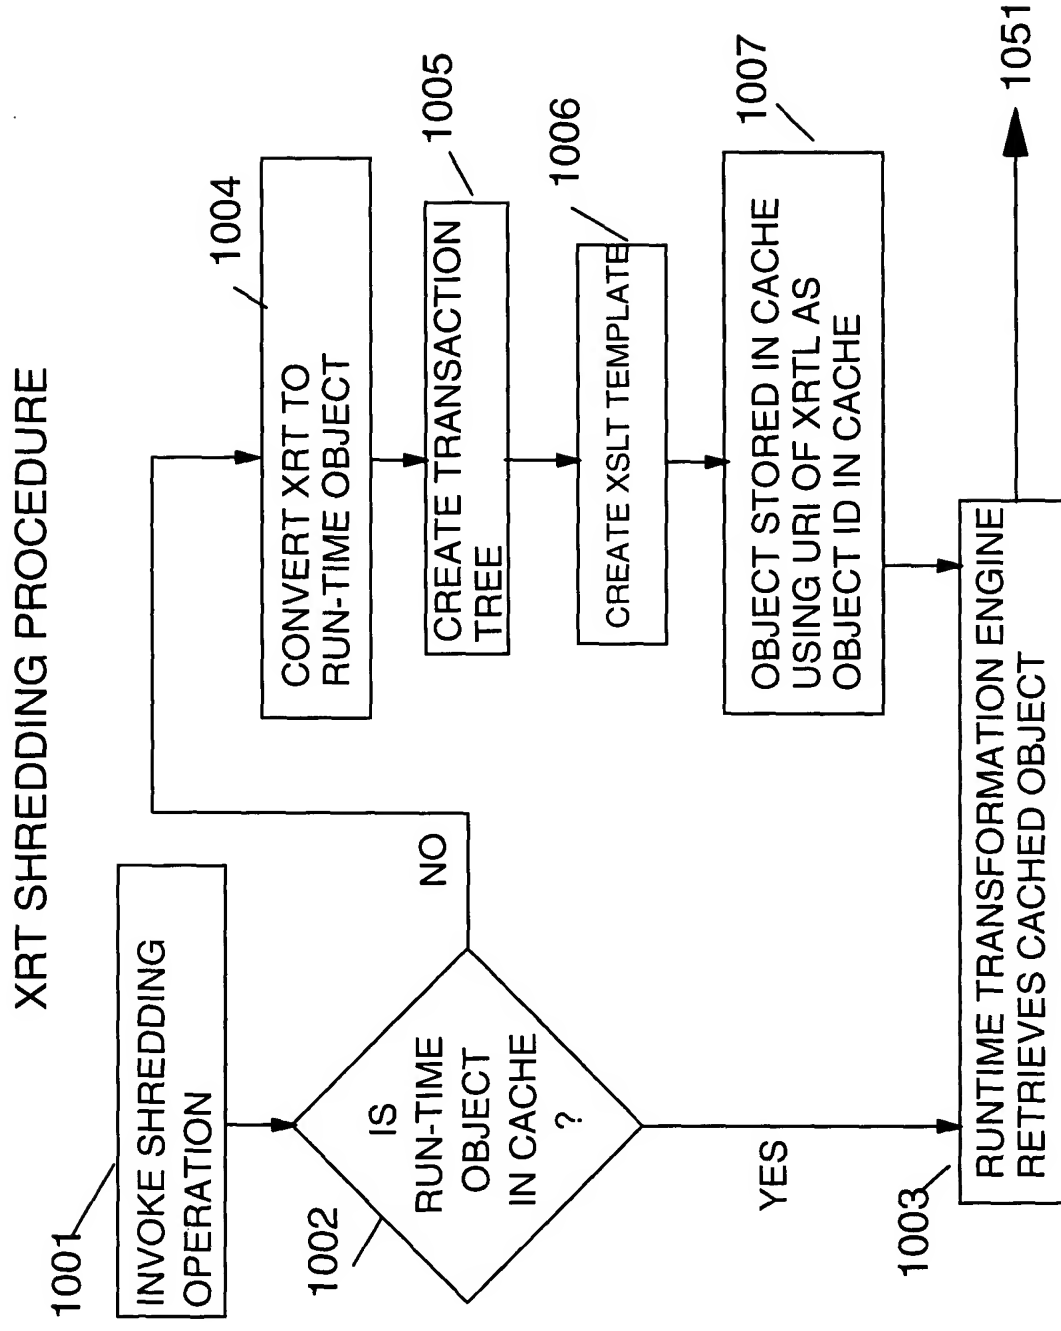 XRT SHREDDING PROCEDURE
1001
INVOKE SHREDDING
OPERATION
1002
IS
RUN-TIME
OBJECT
IN CACHE
?
NO
YES
1004
CONVERT XRT TO
RUN-TIME OBJECT
1005
CREATE TRANSACTION
TREE
1006
CREATE XSLT TEMPLATE
1007
OBJECT STORED IN CACHE
USING URI OF XRTL AS
OBJECT ID IN CACHE
1003
RUNTIME TRANSFORMATION ENGINE
RETRIEVES CACHED OBJECT
1051